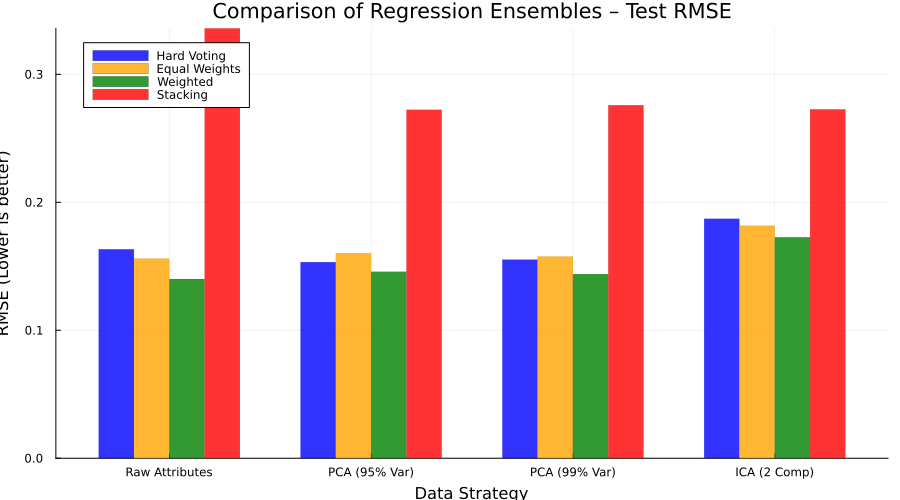 Comparison of Regression Ensembles – Test RMSE
Hard Voting
Equal Weights
Weighted
Stacking
RMSE (Lower is better)
0.3
0.2
0.1
0.0
Raw Attributes
PCA (95% Var)
PCA (99% Var)
ICA (2 Comp)
Data Strategy